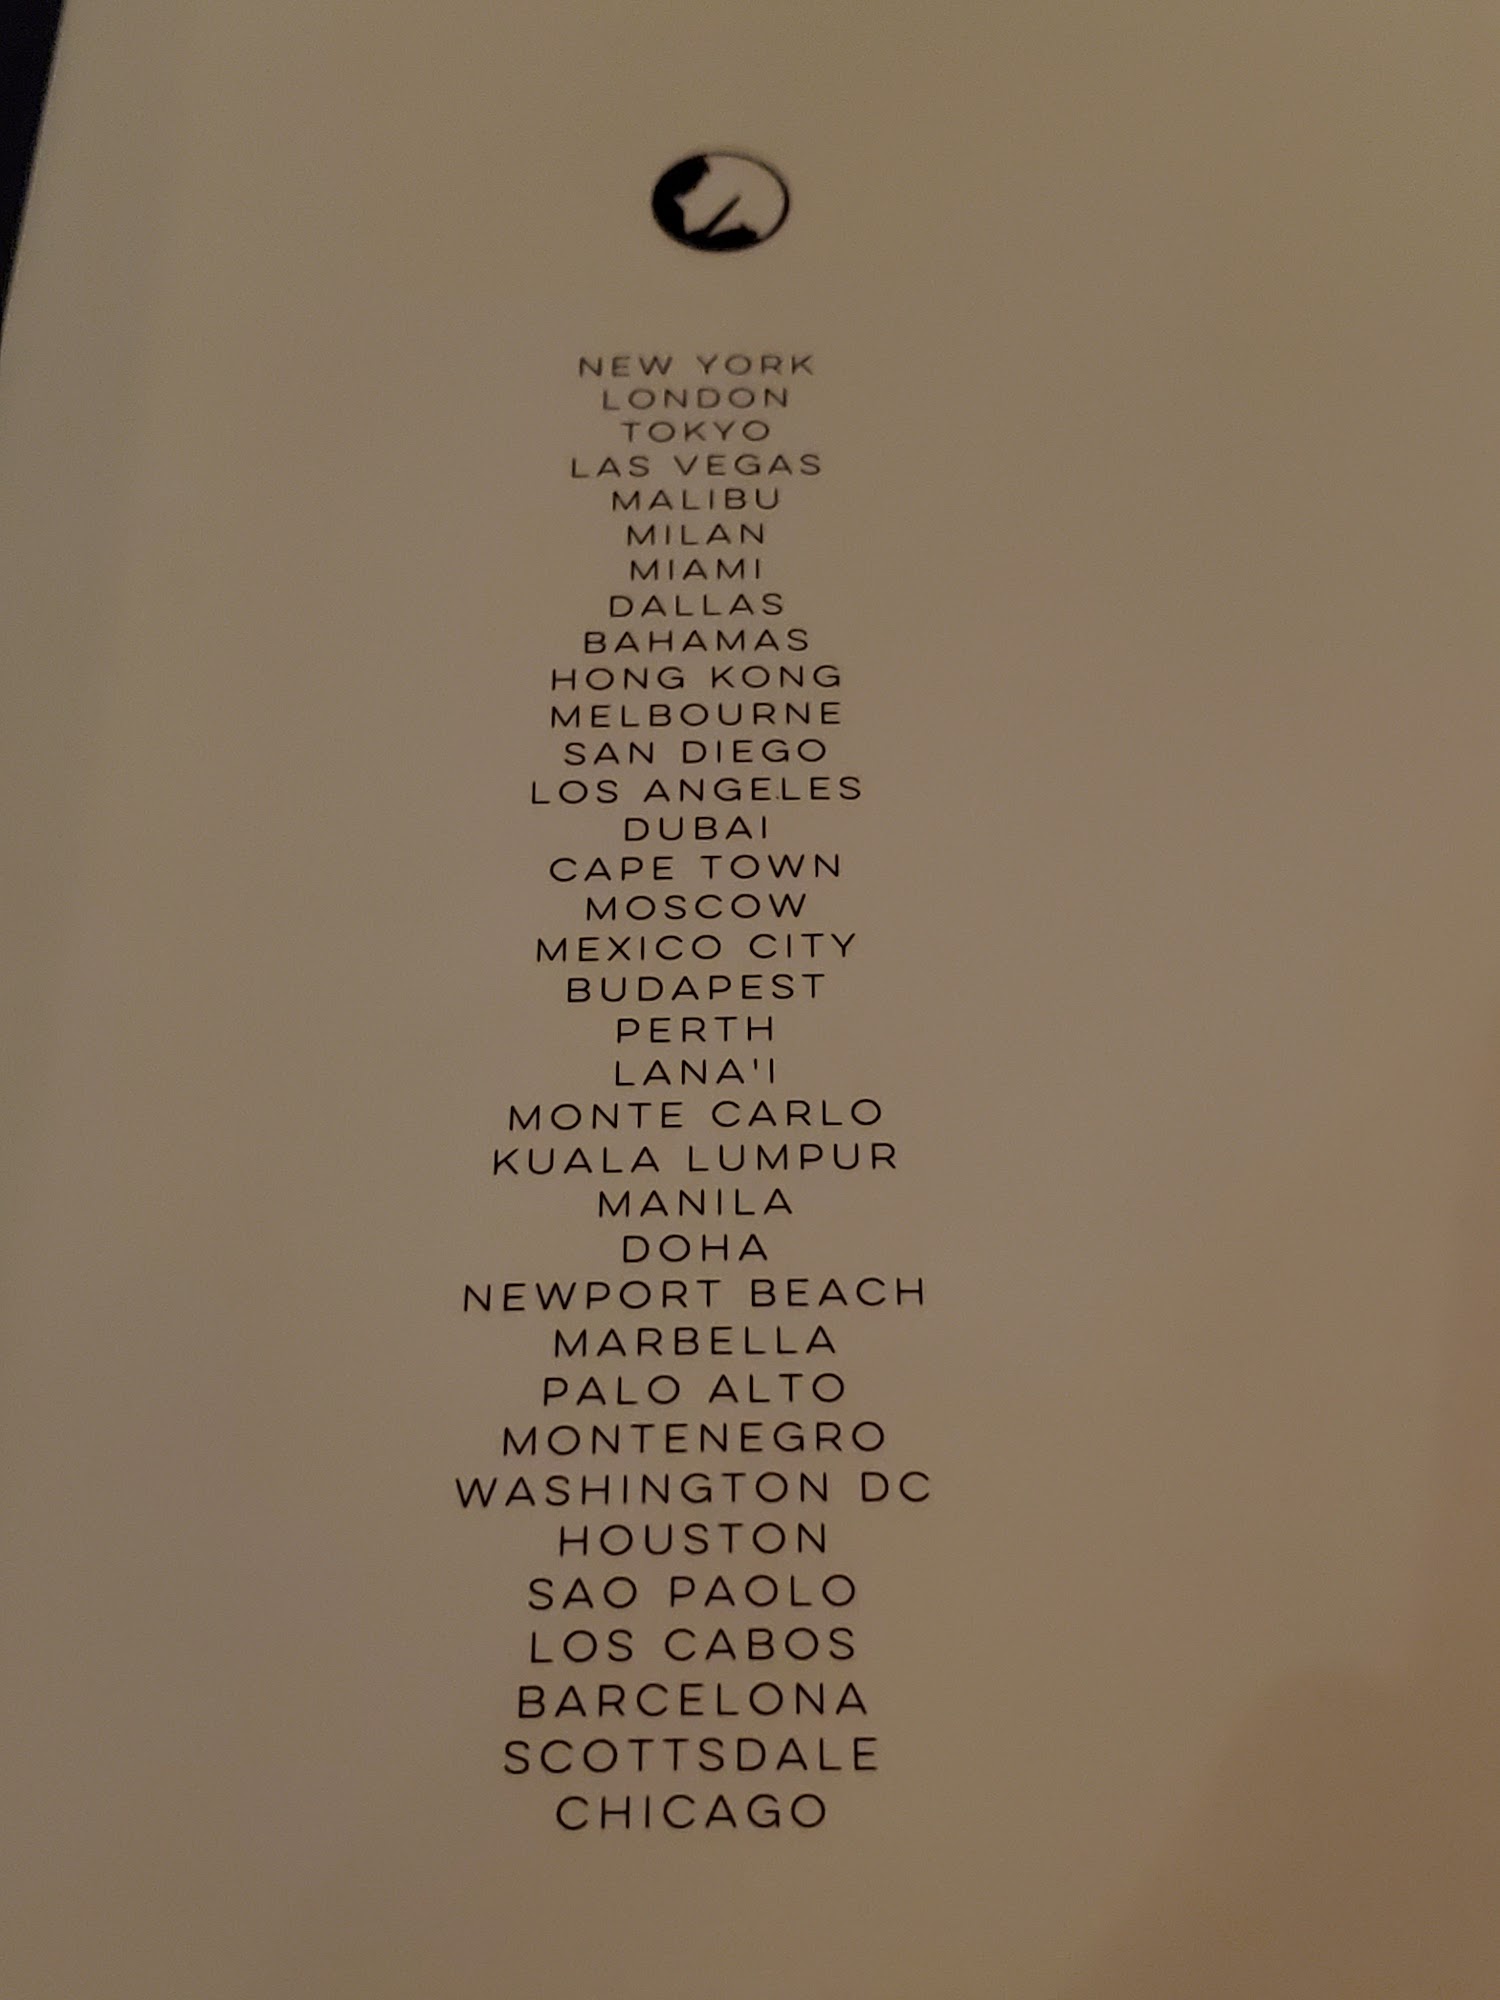 NEW YORK
LONDON
TOKYO
LAS VEGAS
MALIBU
MILAN
MIAMI
DALLAS
BAHAMAS
HONG KONG
MELBOURNE
SAN DIEGO
LOS ANGELES
DUBAI
CAPE TOWN
MOSCOW
MEXICO CITY
BUDAPEST
PERTH
LANA'I
MONTE CARLO
KUALA LUMPUR
MANILA
DOHA
NEWPORT BEACH
MARBELLA
PALO ALTO
MONTENEGRO
WASHINGTON DC
HOUSTON
SAO PAOLO
LOS CABOS
BARCELONA
SCOTTSDALE
CHICAGO